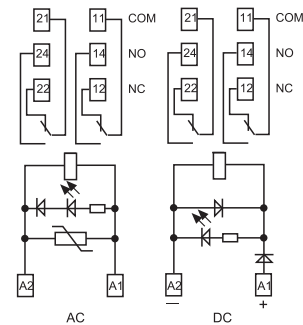 21 11 COM 21 11 COM
24 14 NO 24 14 NO
22 12 NC 22 12 NC
A2 A1 A2 A1
— +
AC DC